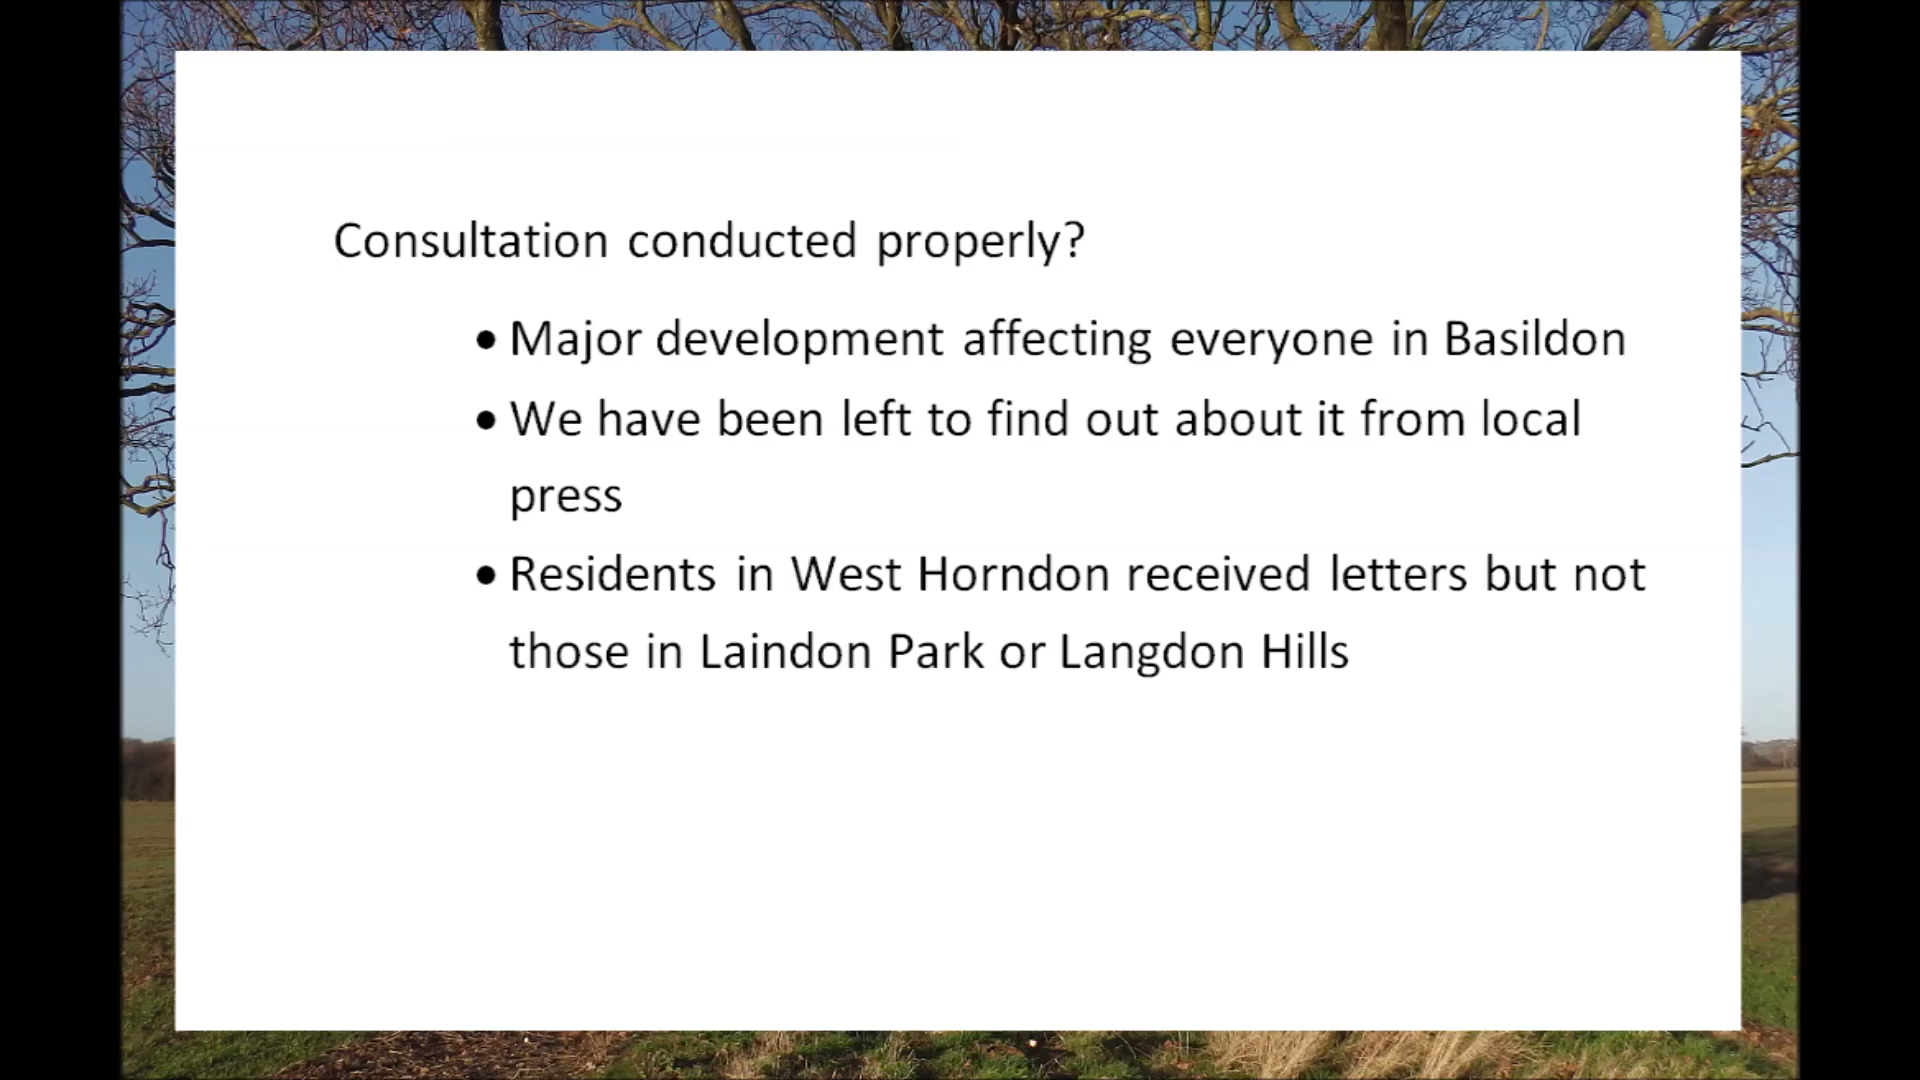 Consultation conducted properly?
• Major development affecting everyone in Basildon
• We have been left to find out about it from local
press
• Residents in West Horndon received letters but not
those in Laindon Park or Langdon Hills